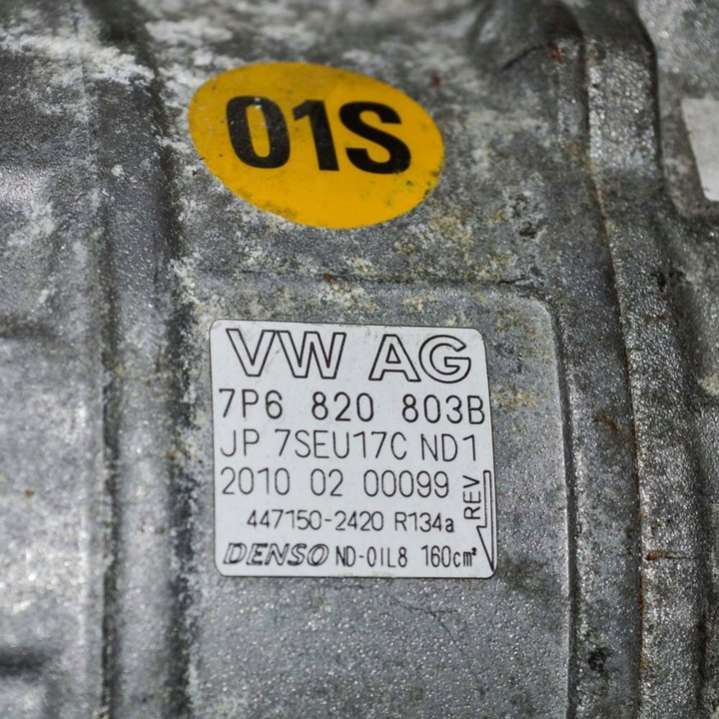 01S
VW AG
7P6 820 803B
JP 7SEU17C ND1
2010 02 00099
REV
447150-2420 R134a
DENSO ND-OIL8 160cm³